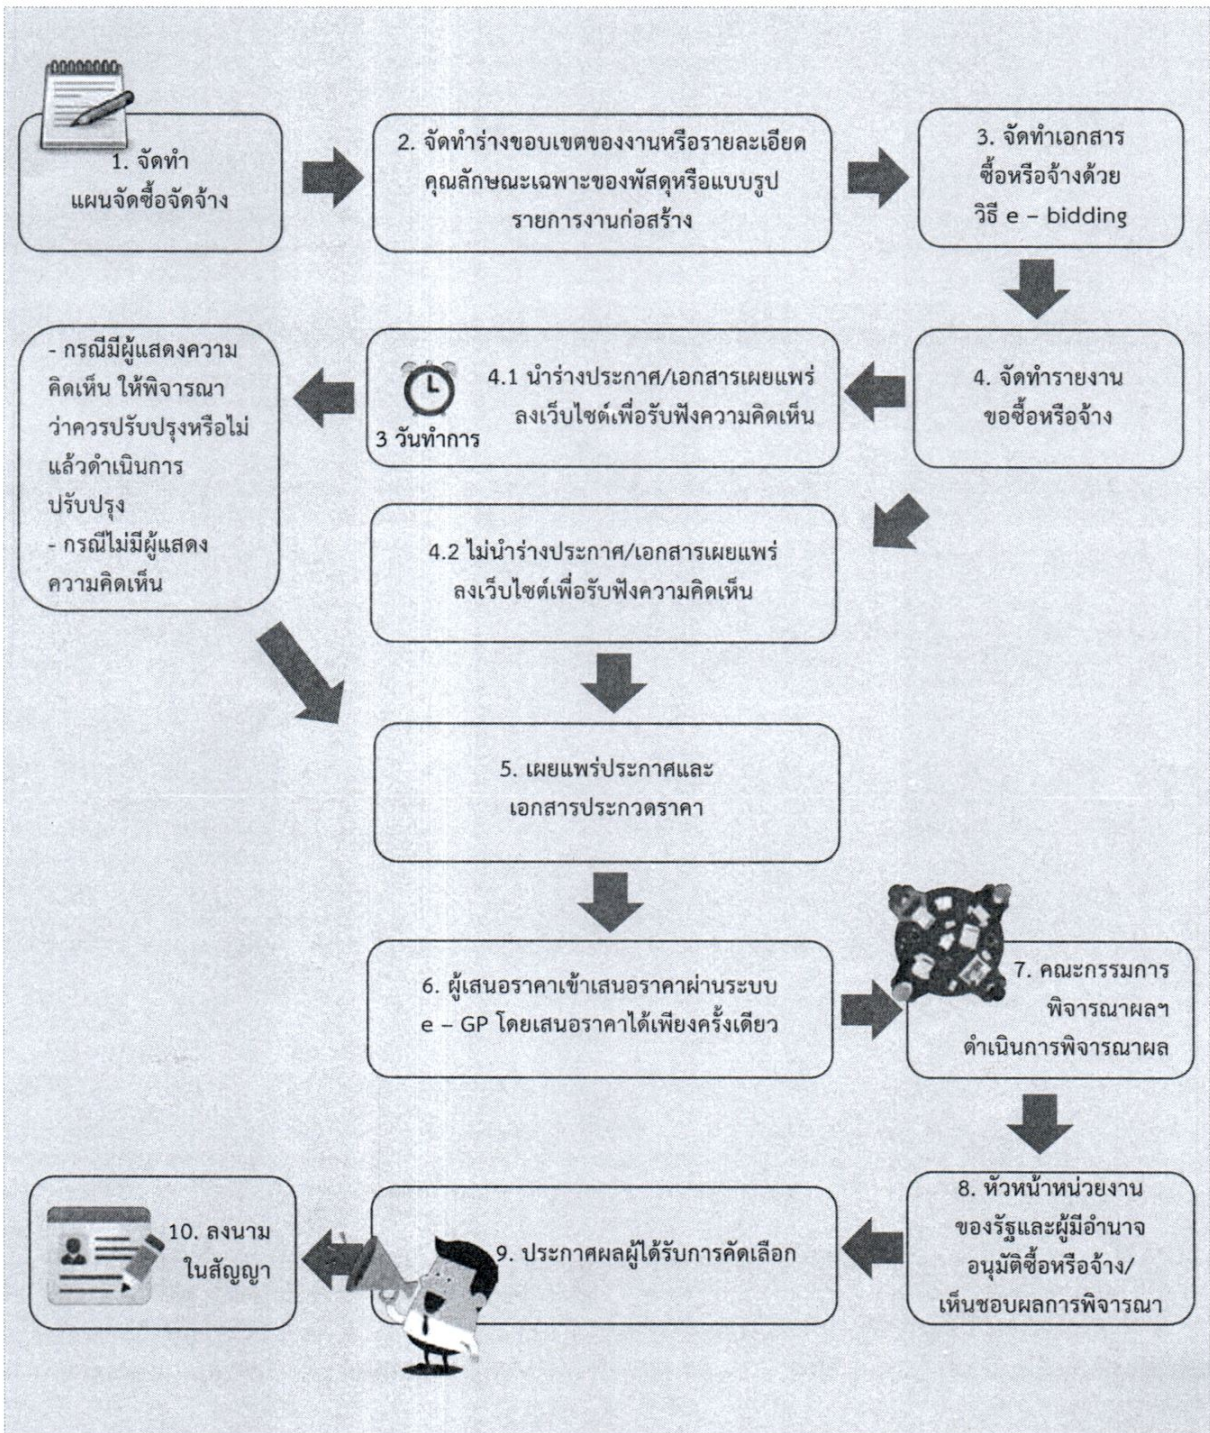 1. จัดทำ
แผนจัดซื้อจัดจ้าง
2. จัดทำร่างขอบเขตของงานหรือรายละเอียด
คุณลักษณะเฉพาะของพัสดุหรือแบบรูป
รายการงานก่อสร้าง
3. จัดทำเอกสาร
ซื้อหรือจ้างด้วย
วิธี e – bidding
4. จัดทำรายงาน
ขอซื้อหรือจ้าง
4.1 นำร่างประกาศ/เอกสารเผยแพร่
ลงเว็บไซต์เพื่อรับฟังความคิดเห็น
3 วันทำการ
- กรณีมีผู้แสดงความ
คิดเห็น ให้พิจารณา
ว่าควรปรับปรุงหรือไม่
แล้วดำเนินการ
ปรับปรุง
- กรณีไม่มีผู้แสดง
ความคิดเห็น
4.2 ไม่นำร่างประกาศ/เอกสารเผยแพร่
ลงเว็บไซต์เพื่อรับฟังความคิดเห็น
5. เผยแพร่ประกาศและ
เอกสารประกวดราคา
6. ผู้เสนอราคาเข้าเสนอราคาผ่านระบบ
e – GP โดยเสนอราคาได้เพียงครั้งเดียว
7. คณะกรรมการ
พิจารณาผลฯ
ดำเนินการพิจารณาผล
8. หัวหน้าหน่วยงาน
ของรัฐและผู้มีอำนาจ
อนุมัติซื้อหรือจ้าง/
เห็นชอบผลการพิจารณา
9. ประกาศผลผู้ได้รับการคัดเลือก
10. ลงนาม
ในสัญญา